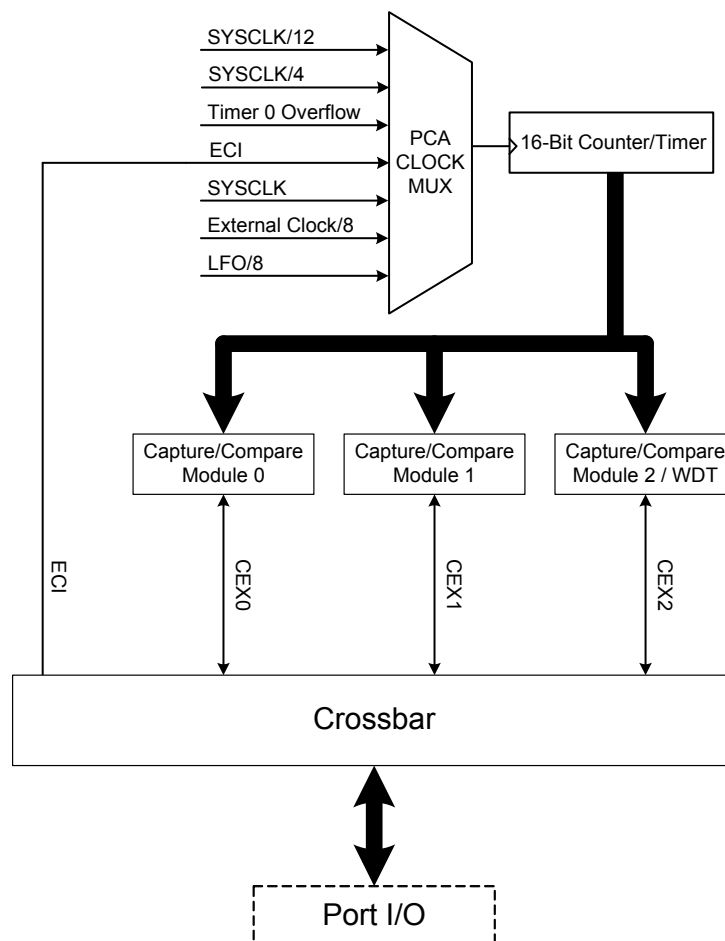 SYSCLK/12
SYSCLK/4
Timer 0 Overflow
ECI
SYSCLK
External Clock/8
LFO/8
PCA
CLOCK
MUX
16-Bit Counter/Timer
Capture/Compare
Module 0
Capture/Compare
Module 1
Capture/Compare
Module 2 / WDT
ECI
CEX0
CEX1
CEX2
Crossbar
Port I/O